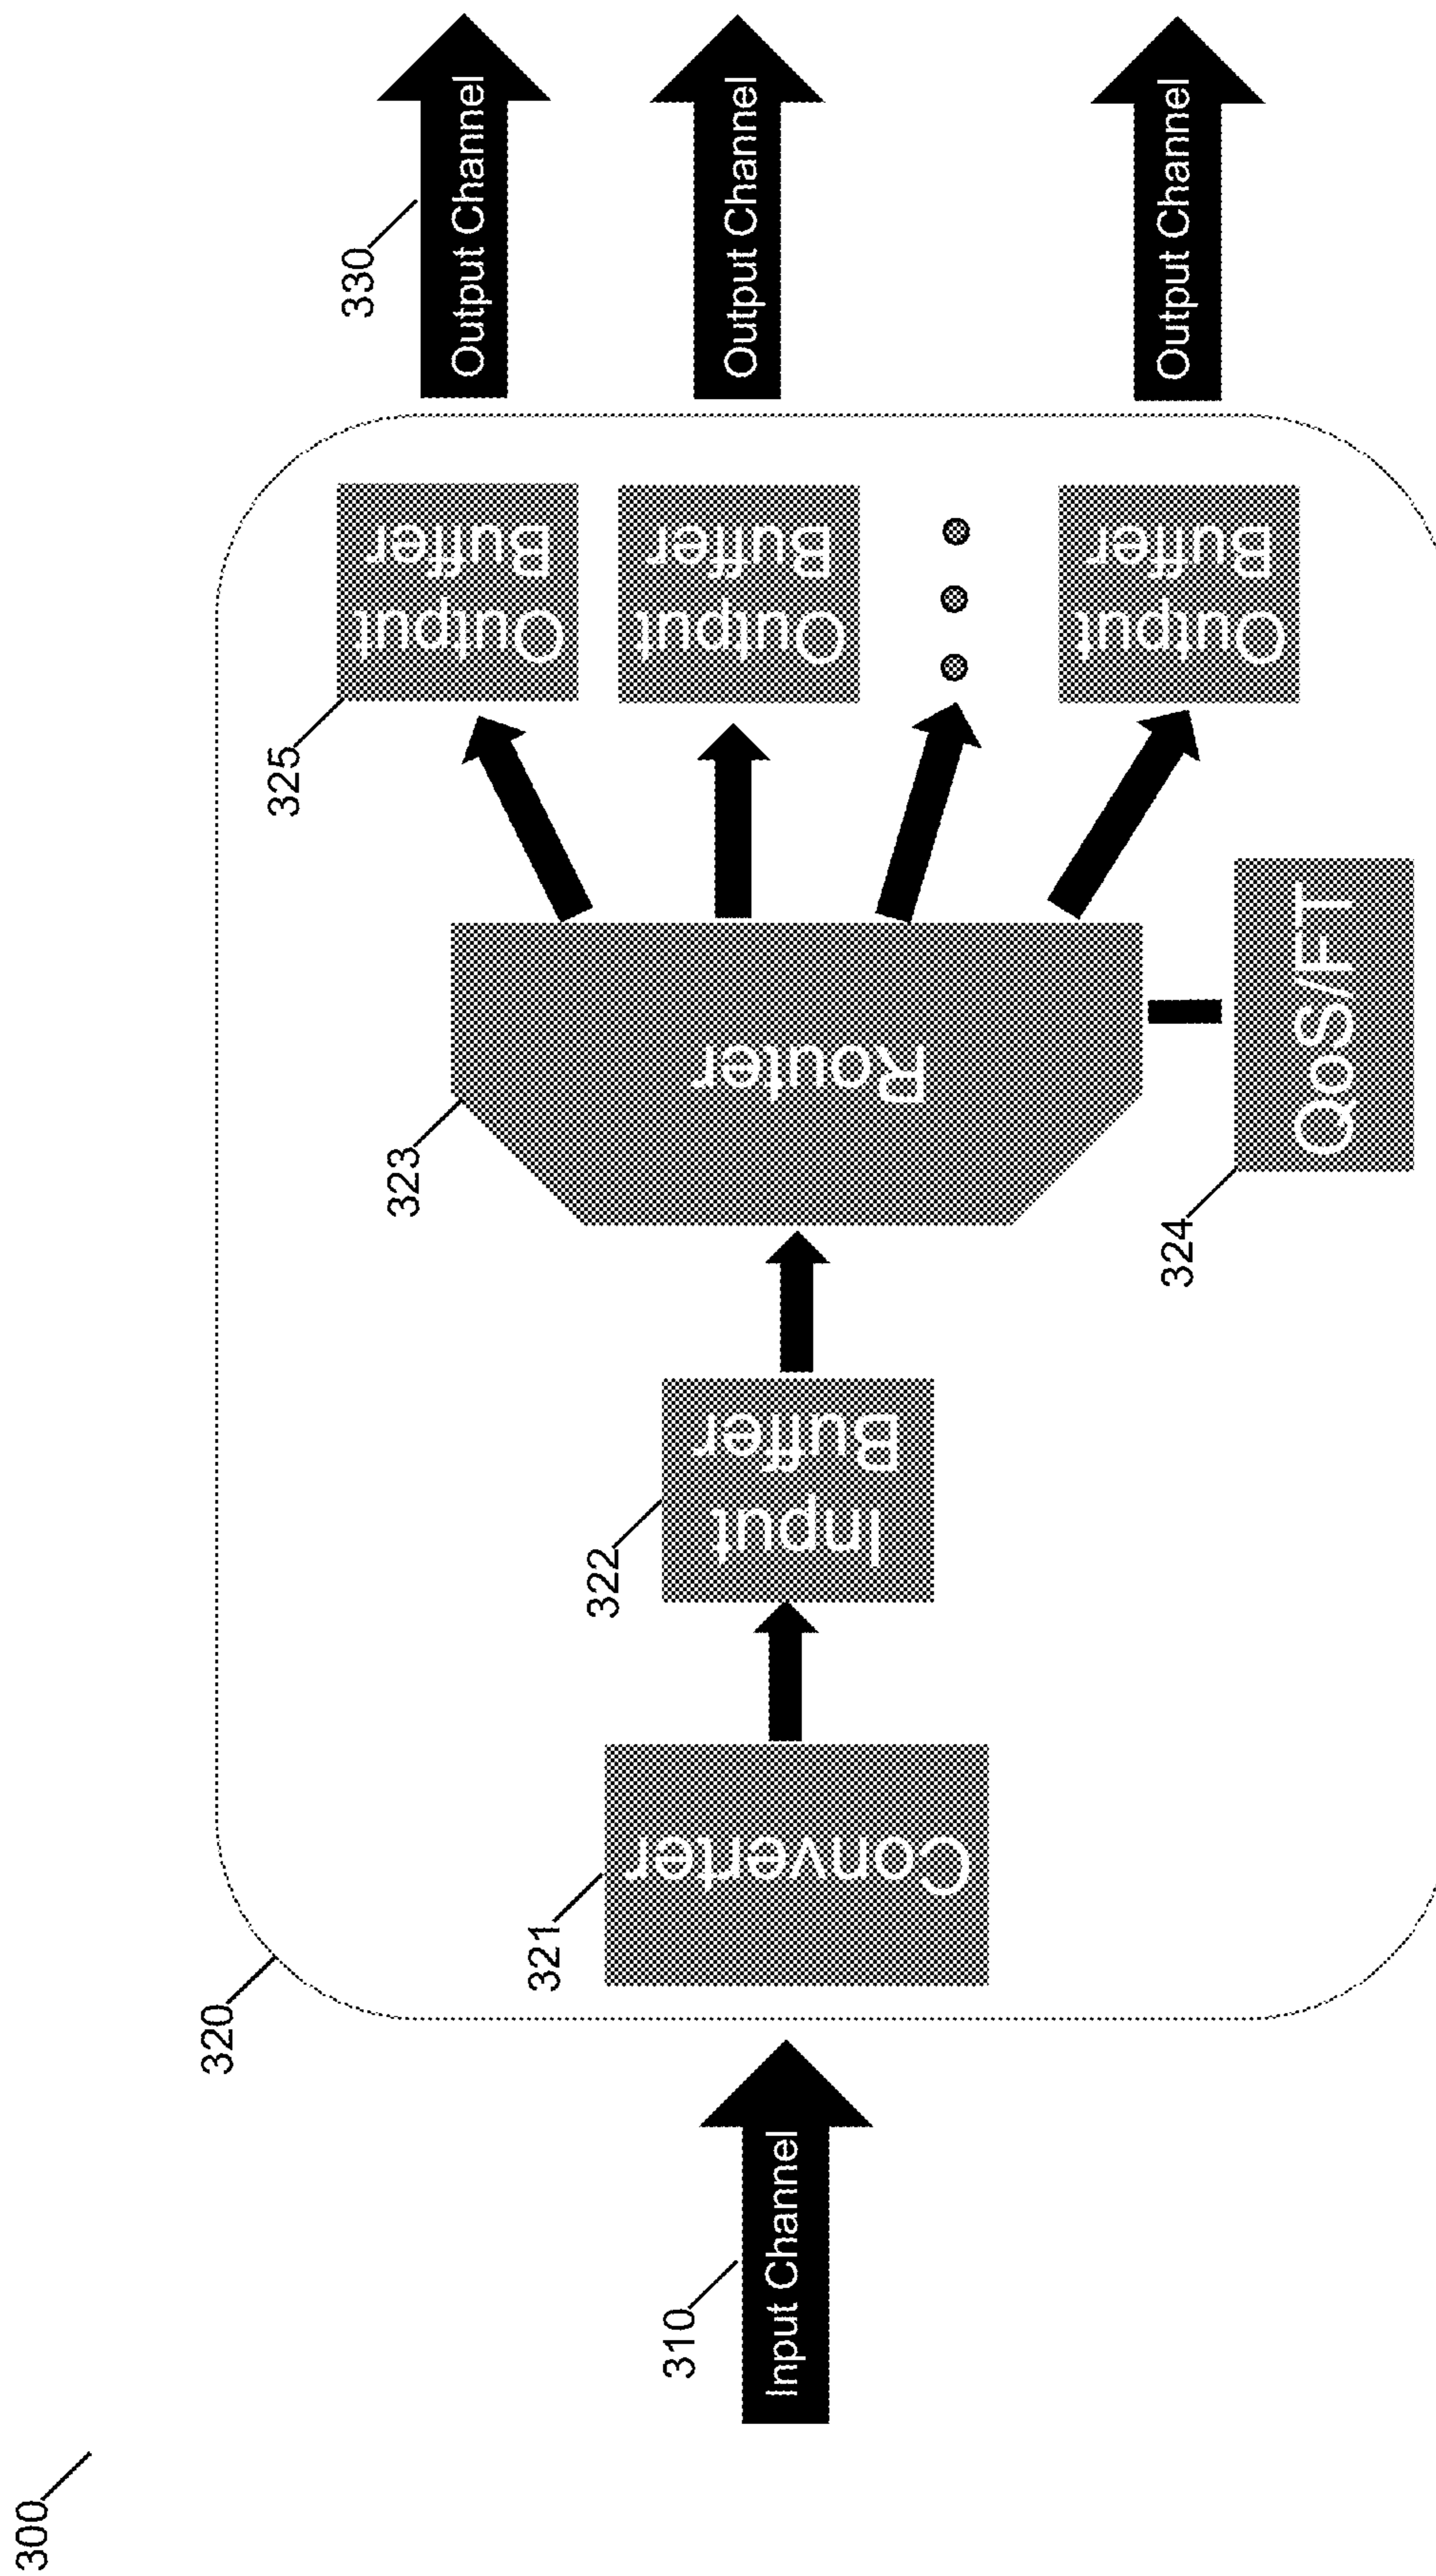 300
310
Input Channel
320
321
Converter
322
Input
Buffer
323
Router
324
QoS/FT
325
Output
Buffer
Output
Buffer
Output
Buffer
330
Output Channel
Output Channel
Output Channel